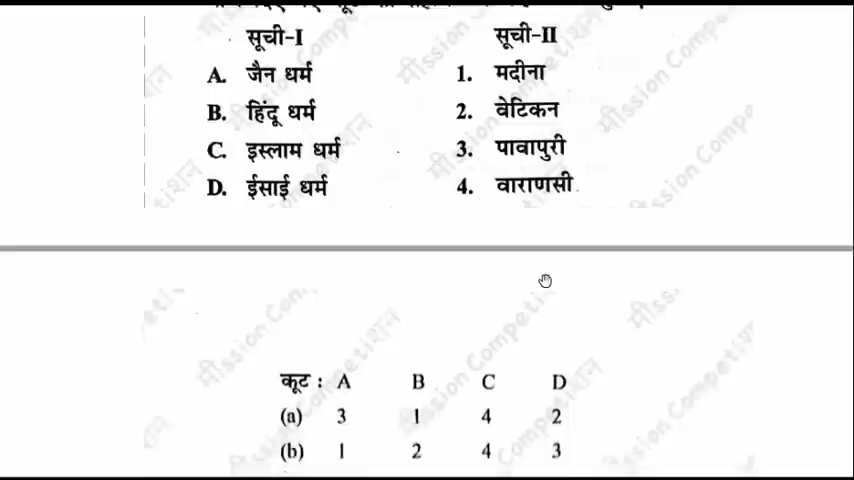 सूची-I सूची-II
A. जैन धर्म 1. मदीना
B. हिंदू धर्म 2. वेटिकन
C. इस्लाम धर्म 3. पावापुरी
D. ईसाई धर्म 4. वाराणसी
कूट : A B C D
(a) 3 1 4 2
(b) 1 2 4 3